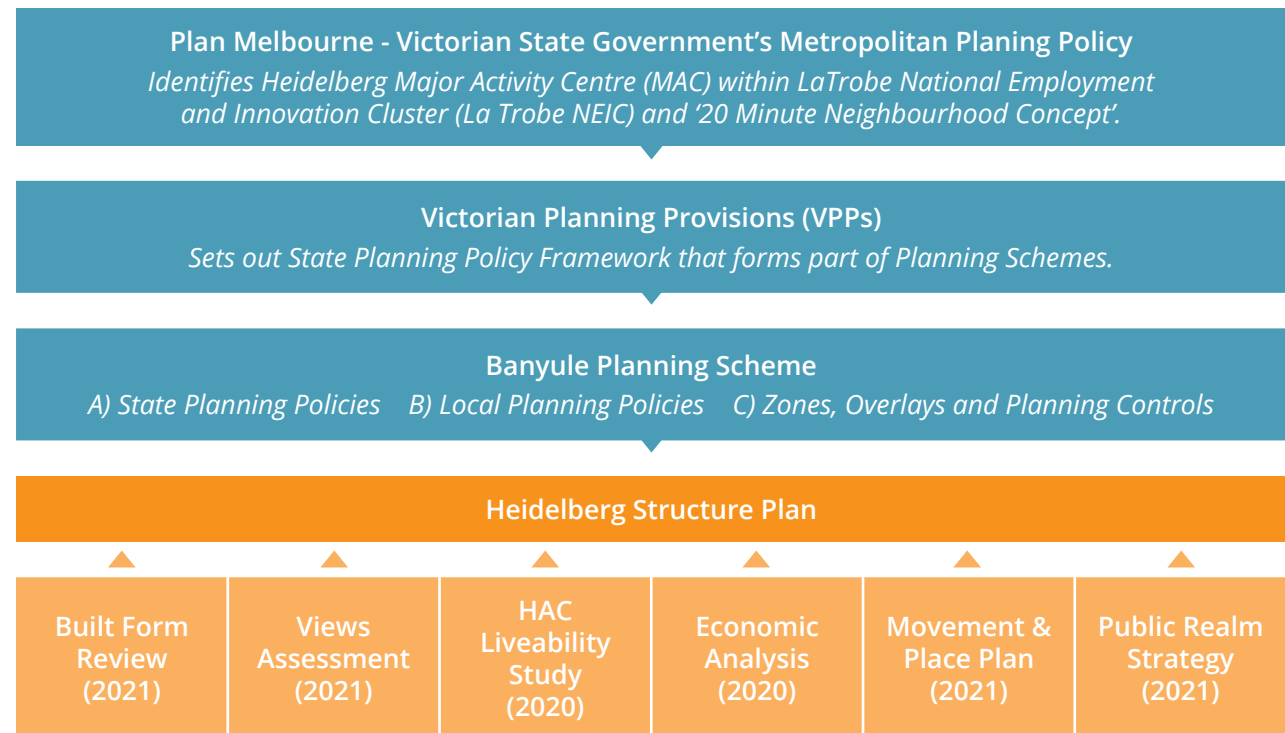 Plan Melbourne - Victorian State Government’s Metropolitan Planing Policy
Identifies Heidelberg Major Activity Centre (MAC) within LaTrobe National Employment
and Innovation Cluster (La Trobe NEIC) and ‘20 Minute Neighbourhood Concept’.
Victorian Planning Provisions (VPPs)
Sets out State Planning Policy Framework that forms part of Planning Schemes.
Banyule Planning Scheme
A) State Planning Policies B) Local Planning Policies C) Zones, Overlays and Planning Controls
Heidelberg Structure Plan
Built Form
Review
(2021)
Views
Assessment
(2021)
HAC
Liveability
Study
(2020)
Economic
Analysis
(2020)
Movement &
Place Plan
(2021)
Public Realm
Strategy
(2021)